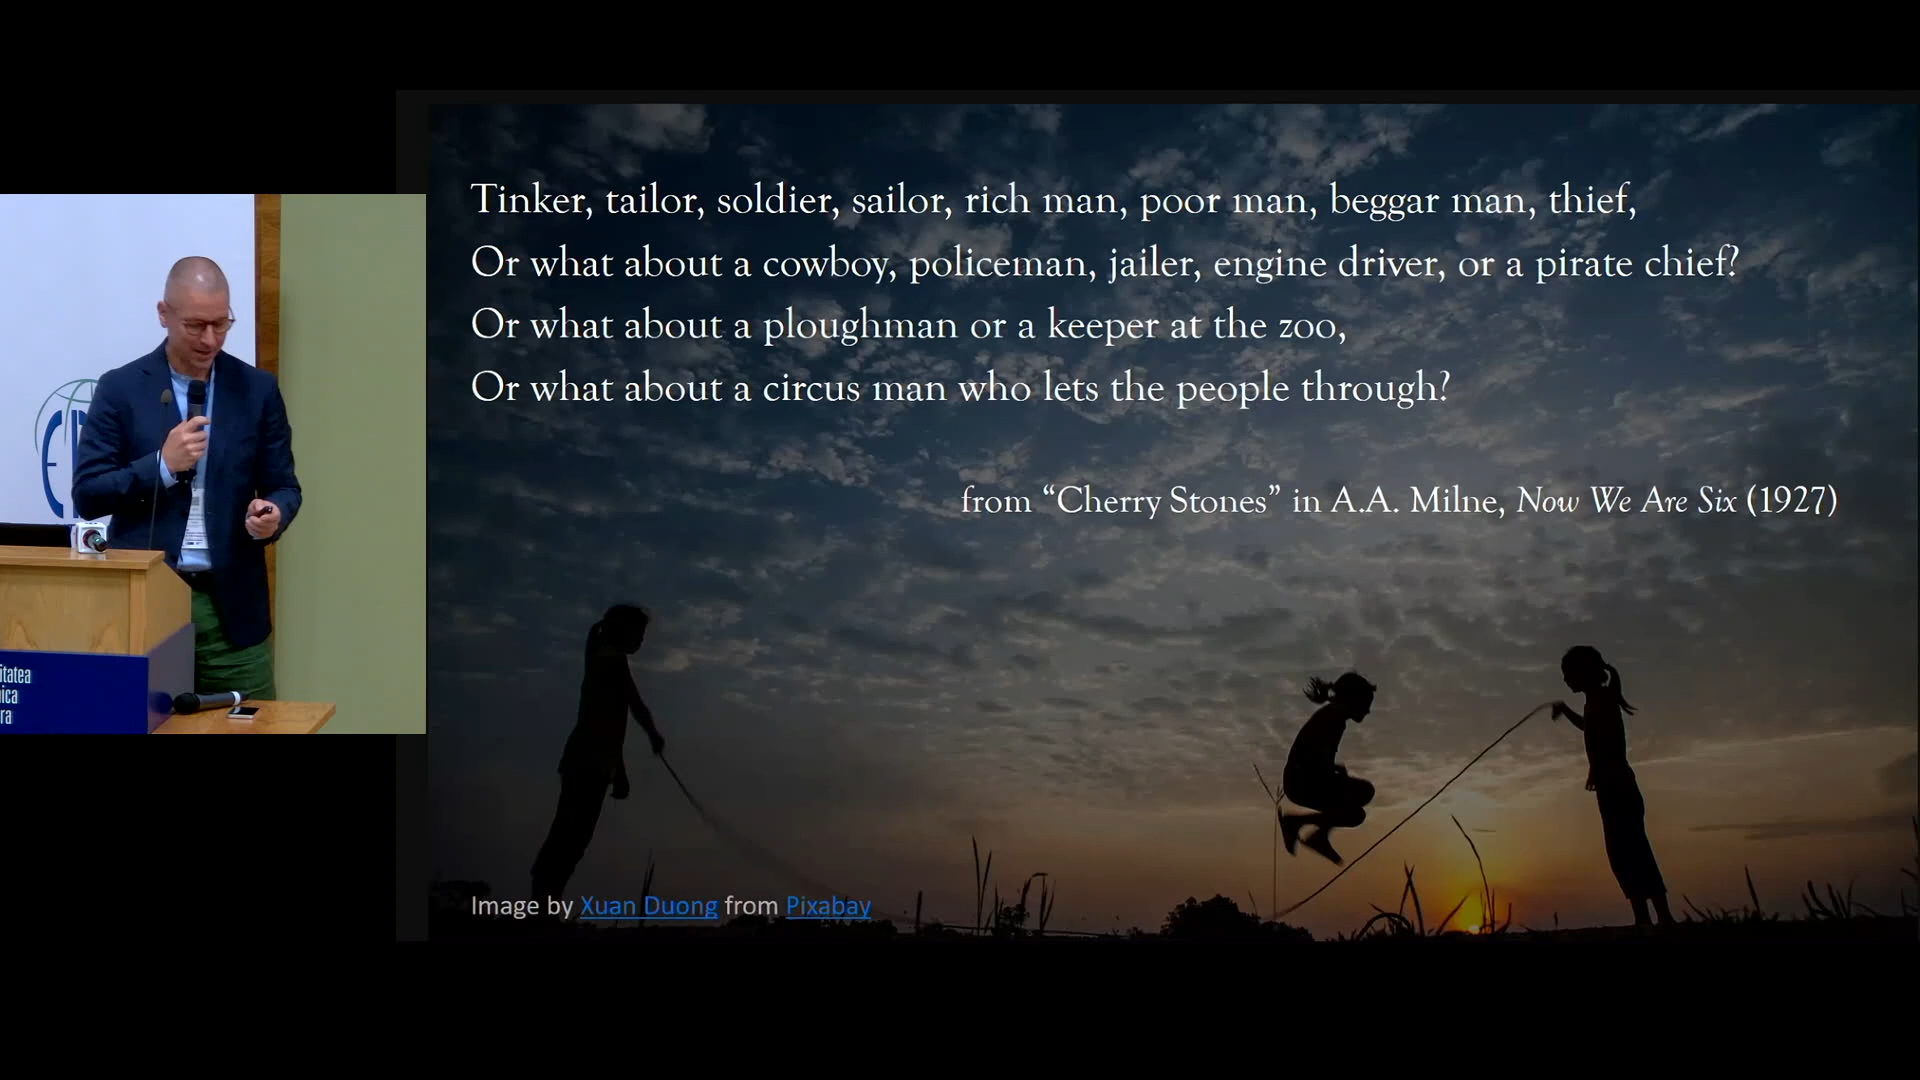 Tinker, tailor, soldier, sailor, rich man, poor man, beggar man, thief,
Or what about a cowboy, policeman, jailer, engine driver, or a pirate chief?
Or what about a ploughman or a keeper at the zoo,
Or what about a circus man who lets the people through?
from “Cherry Stones” in A.A. Milne, Now We Are Six (1927)
Image by Xuan Duong from Pixabay
itatea
ica
ra